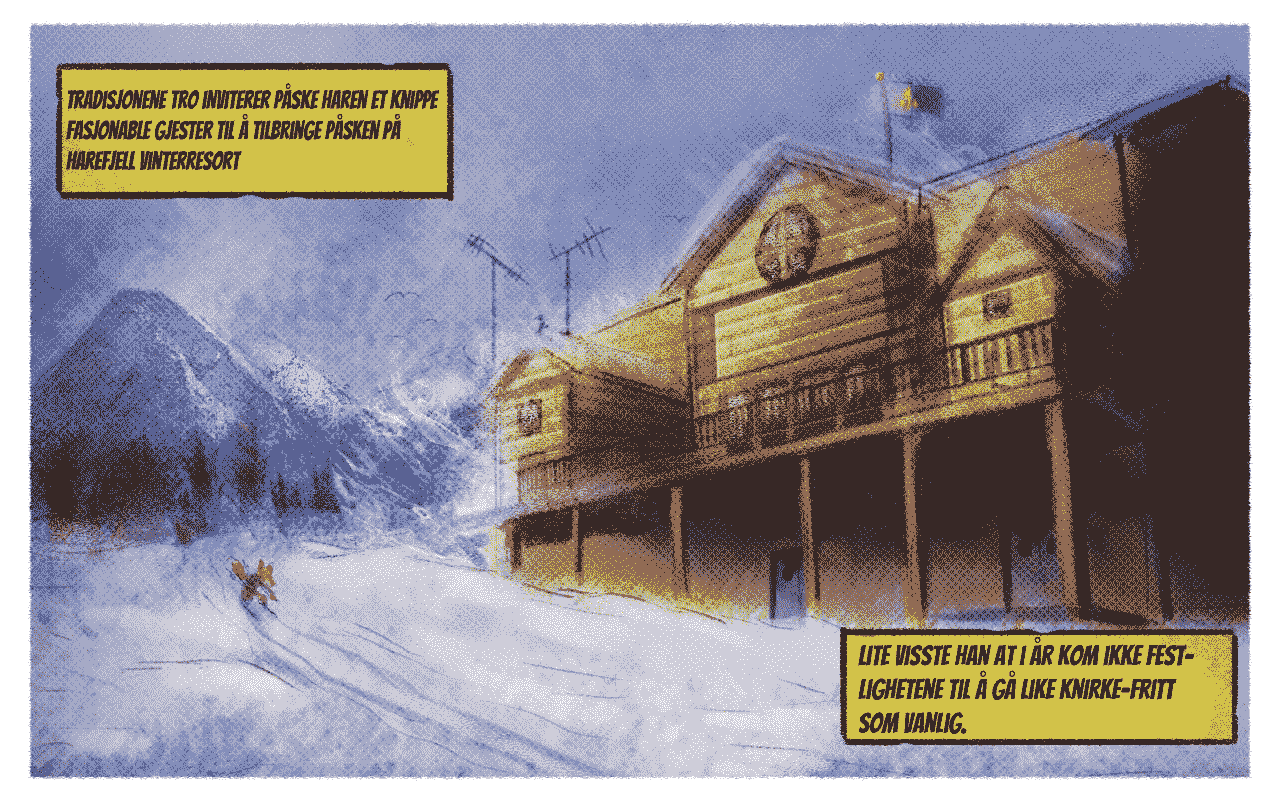 TRADISJONENE TRO INVITERER PÅSKE HAREN ET KNIPPE
FASJONABLE GJESTER TIL Å TILBRINGE PÅSKEN PÅ
HAREFJELL VINTERRESORT
LITE VISSTE HAN AT I ÅR KOM IKKE FEST-
LIGHETENE TIL Å GÅ LIKE KNIRKE-FRITT
SOM VANLIG.